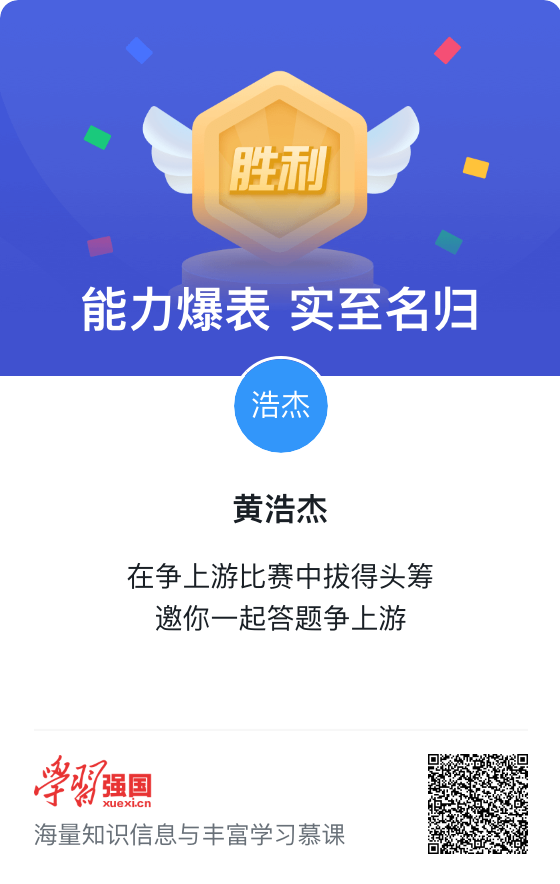 胜利
能力爆表 实至名归
浩杰
黄浩杰
在争上游比赛中拔得头筹
邀你一起答题争上游
学习强国
xuexi.cn
海量知识信息与丰富学习慕课